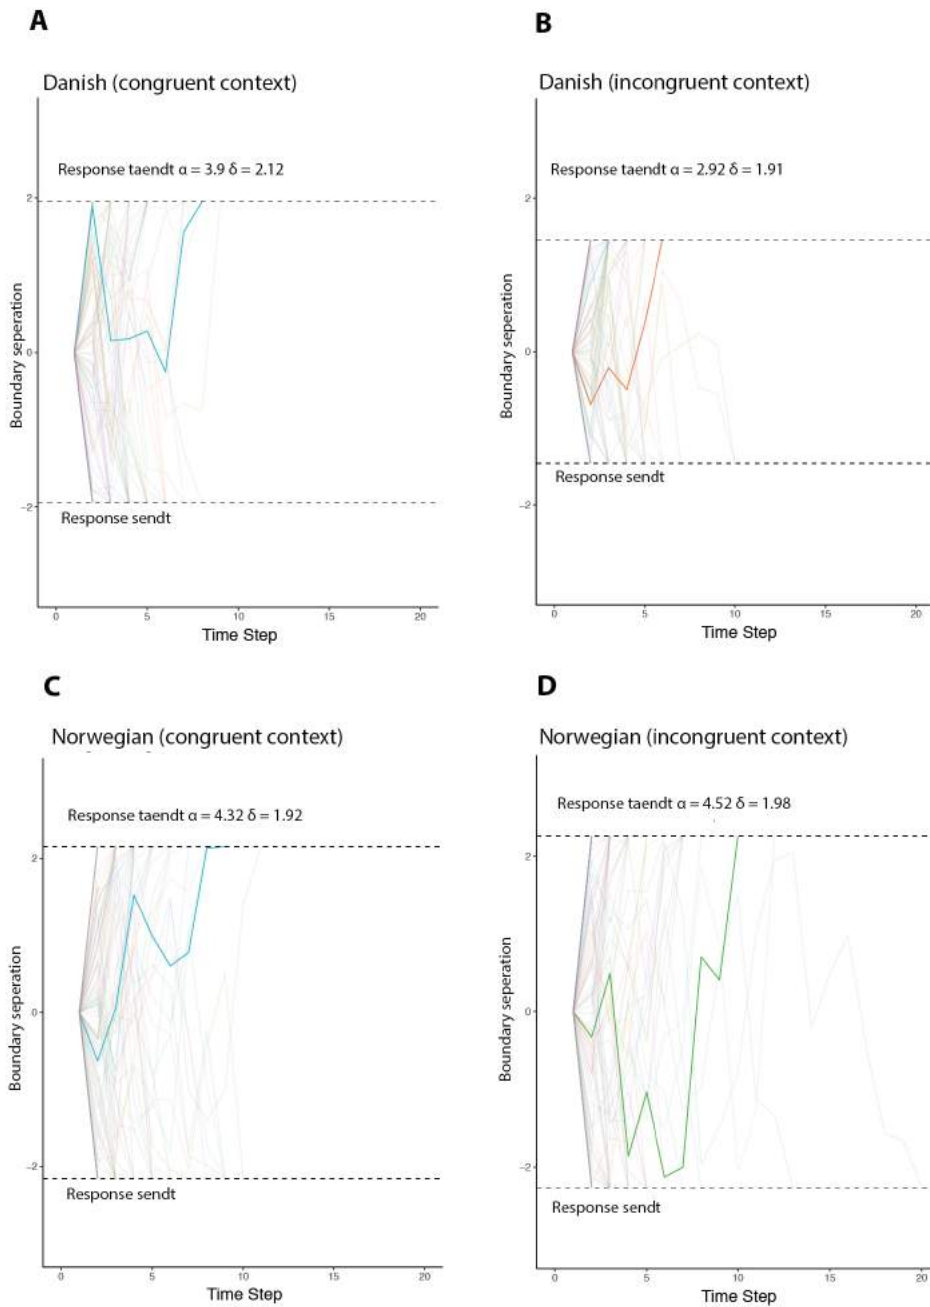 A
Danish (congruent context)
Response taendt α = 3.9 δ = 2.12
2
0
−2
Boundary seperation
Response sendt
0 5 10 15 20
Time Step
B
Danish (incongruent context)
Response taendt α = 2.92 δ = 1.91
2
0
−2
Boundary seperation
Response sendt
0 5 10 15 20
Time Step
C
Norwegian (congruent context)
Response taendt α = 4.32 δ = 1.92
2
0
−2
Boundary seperation
Response sendt
0 5 10 15 20
Time Step
D
Norwegian (incongruent context)
Response taendt α = 4.52 δ = 1.98
2
0
−2
Boundary seperation
Response sendt
0 5 10 15 20
Time Step